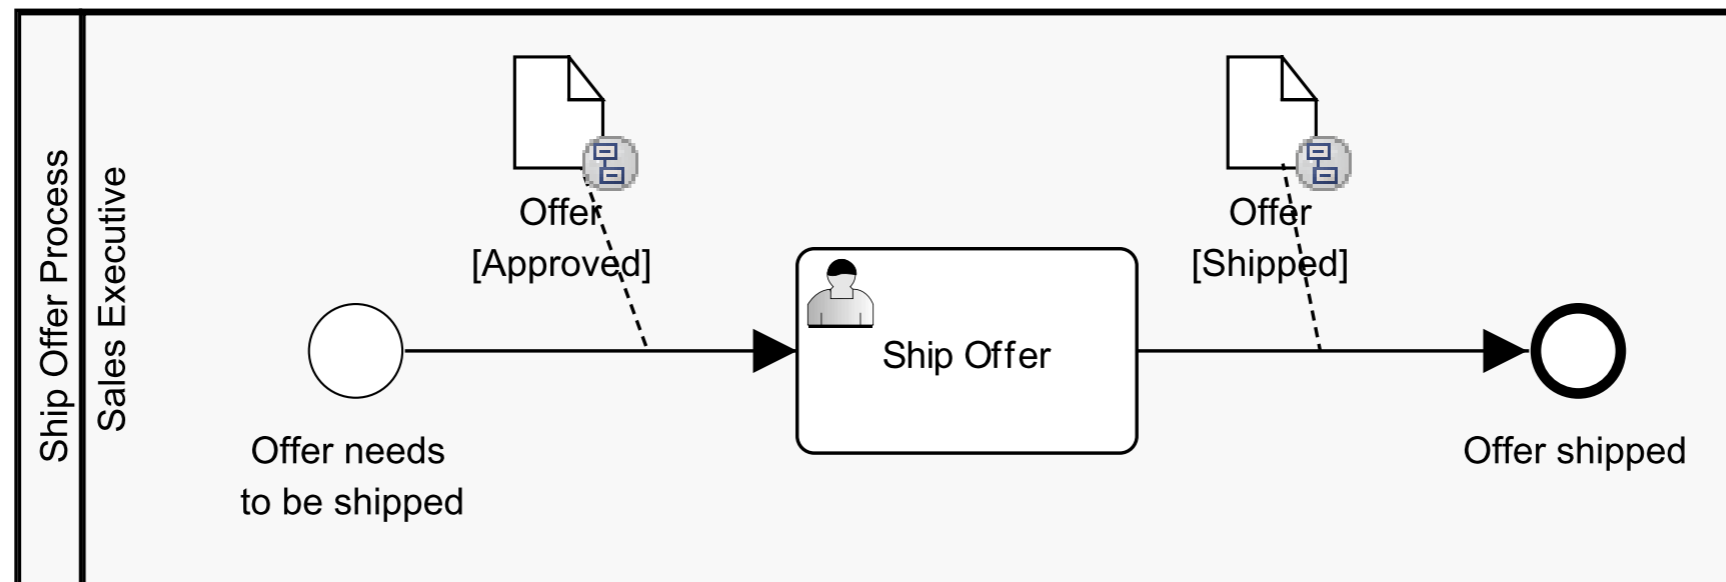 Ship Offer Process
Sales Executive
Offer
[Approved]
Offer
[Shipped]
Ship Offer
Offer needs
to be shipped
Offer shipped